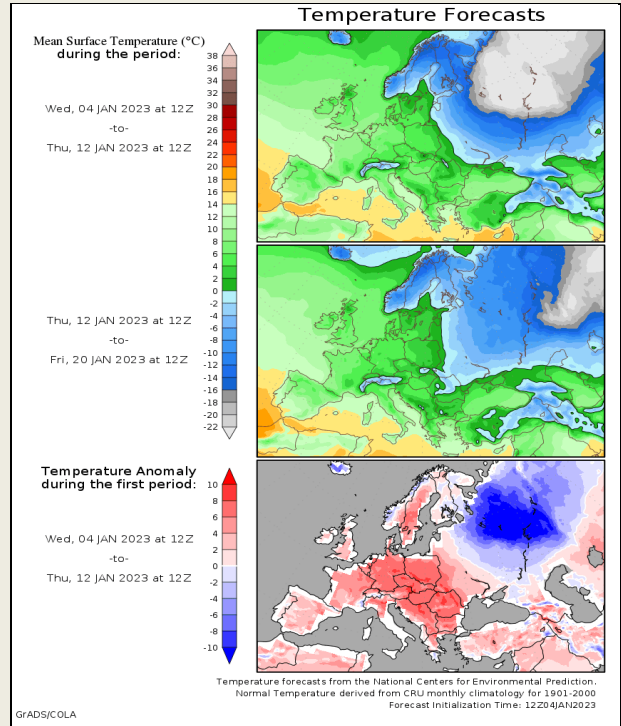 Temperature Forecasts
Mean Surface Temperature (°C)
during the period:
Wed, 04 JAN 2023 at 12Z
-to-
Thu, 12 JAN 2023 at 12Z
38
36
34
32
30
28
26
24
22
20
18
16
14
12
10
8
6
4
2
0
-2
-4
-6
-8
-10
-12
-14
-16
-18
-20
-22
Thu, 12 JAN 2023 at 12Z
-to-
Fri, 20 JAN 2023 at 12Z
Temperature Anomaly
during the first period:
Wed, 04 JAN 2023 at 12Z
-to-
Thu, 12 JAN 2023 at 12Z
10
8
6
4
2
0
-2
-4
-6
-8
-10
Temperature forecasts from the National Centers for Environmental Prediction.
Normal Temperature derived from CRU monthly climatology for 1901-2000
Forecast Initialization Time: 12Z04JAN2023
GrADS/COLA